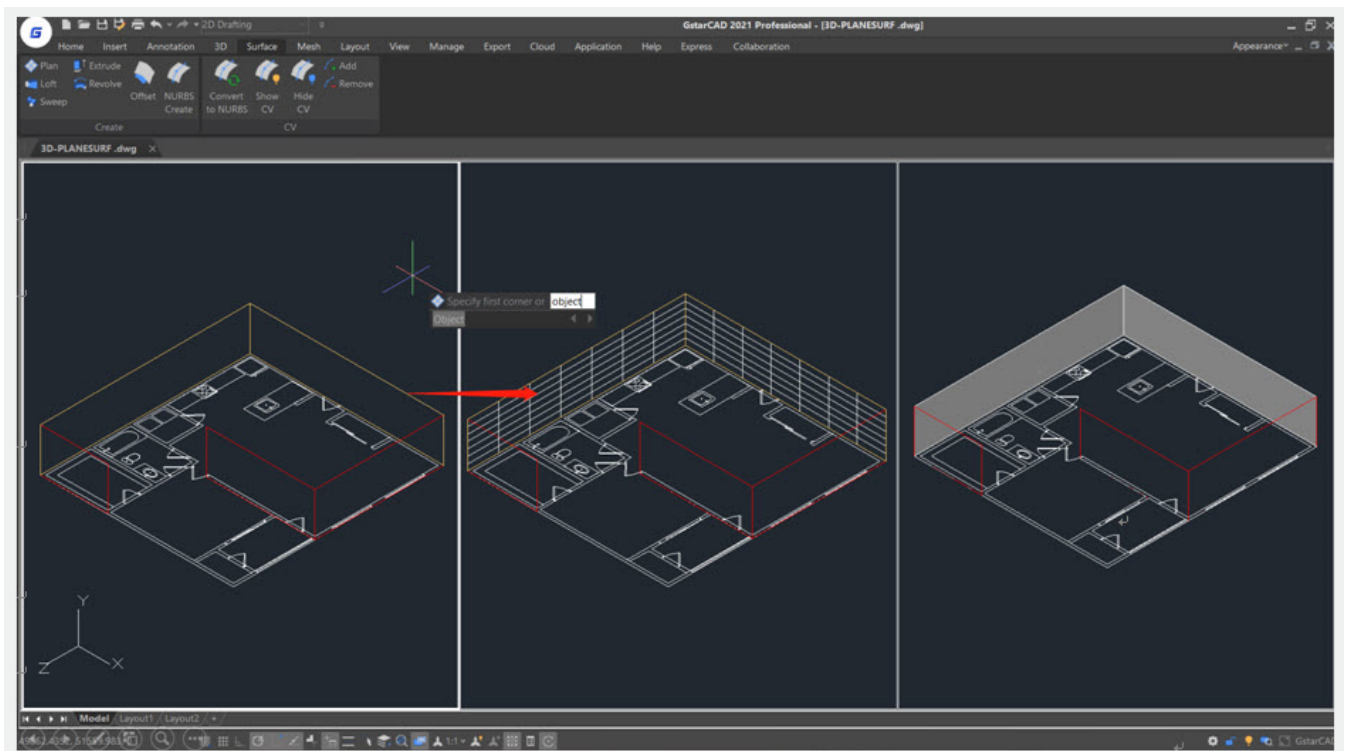 2D Drafting
GstarCAD 2021 Professional - [3D-PLANESURF .dwg]
Home Insert Annotation 3D Surface Mesh Layout View Manage Export Cloud Application Help Express Collaboration Appearance
Plan Extrude Add
Loft Revolve Remove
Sweep
Offset NURBS Create Convert to NURBS Show CV Hide CV
Create CV
3D-PLANESURF .dwg
Specify first corner or object
Object
Y
Z X
Model Layout1 Layout2 +
1:1 GstarCAD